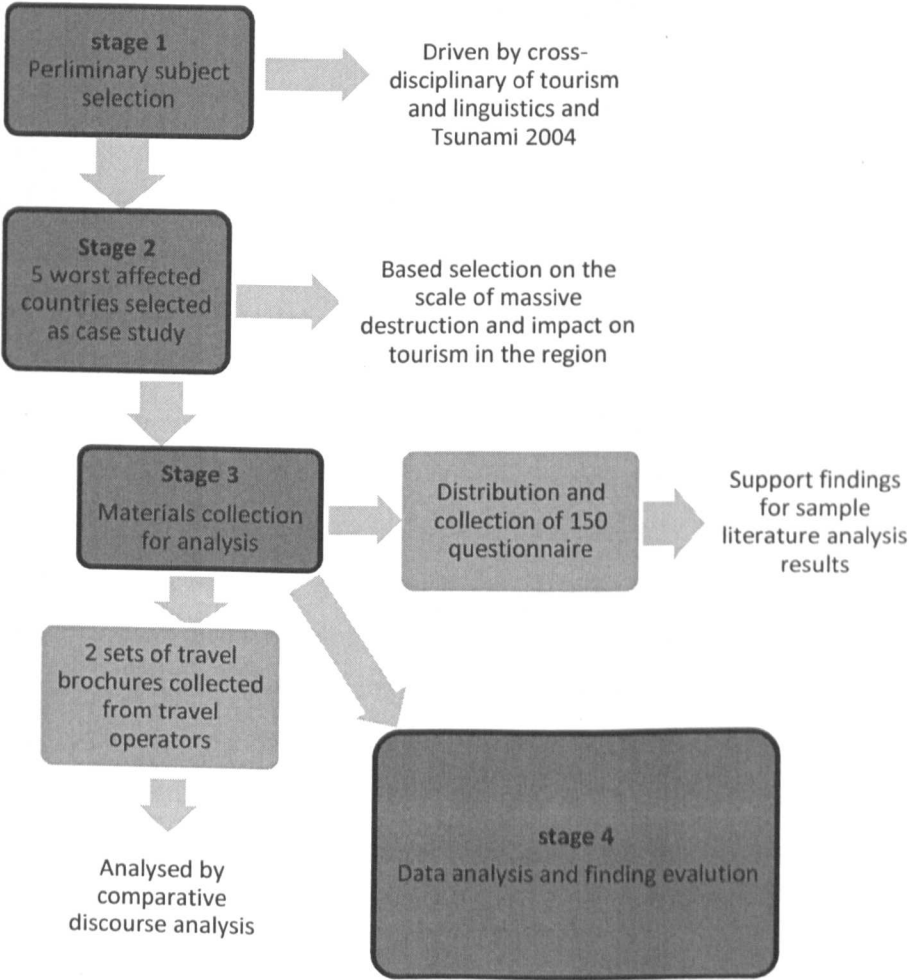 stage 1
Perliminary subject
selection
Driven by cross-
disciplinary of tourism
and linguistics and
Tsunami 2004
Stage 2
5 worst affected
countries selected
as case study
Based selection on the
scale of massive
destruction and impact on
tourism in the region
Stage 3
Materials collection
for analysis
Distribution and
collection of 150
questionnaire
Support findings
for sample
literature analysis
results
2 sets of travel
brochures collected
from travel
operators
Analysed by
comparative
discourse analysis
stage 4
Data analysis and finding evalution